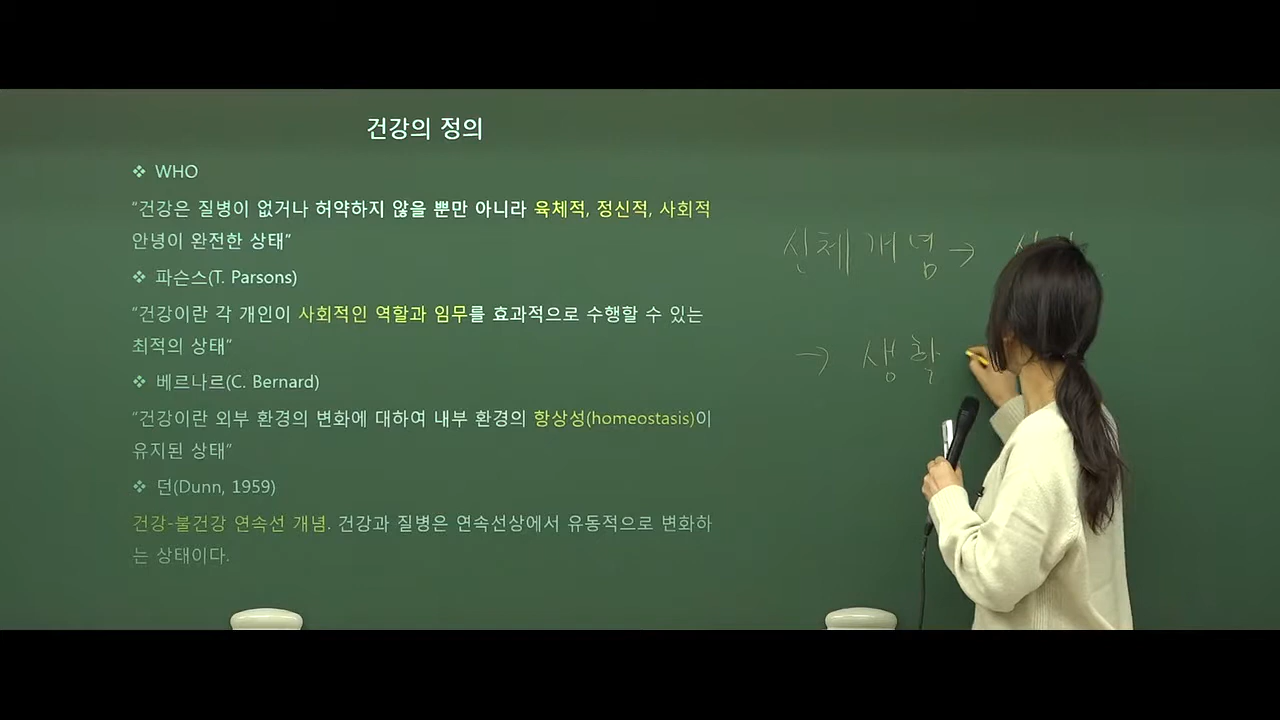 건강의 정의
❖ WHO
“건강은 질병이 없거나 허약하지 않을 뿐만 아니라 육체적, 정신적, 사회적
안녕이 완전한 상태”
❖ 파슨스(T. Parsons)
“건강이란 각 개인이 사회적인 역할과 임무를 효과적으로 수행할 수 있는
최적의 상태”
❖ 베르나르(C. Bernard)
“건강이란 외부 환경의 변화에 대하여 내부 환경의 항상성(homeostasis)이
유지된 상태”
❖ 던(Dunn, 1959)
건강-불건강 연속선 개념. 건강과 질병은 연속선상에서 유동적으로 변화하
는 상태이다.
신체개념 →
→ 생활